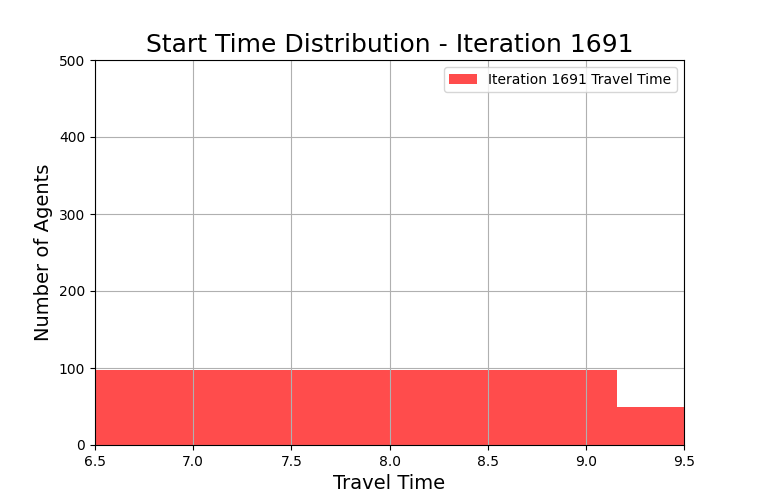 Start Time Distribution - Iteration 1691
Iteration 1691 Travel Time
Number of Agents
500
400
300
200
100
0
6.5 7.0 7.5 8.0 8.5 9.0 9.5
Travel Time